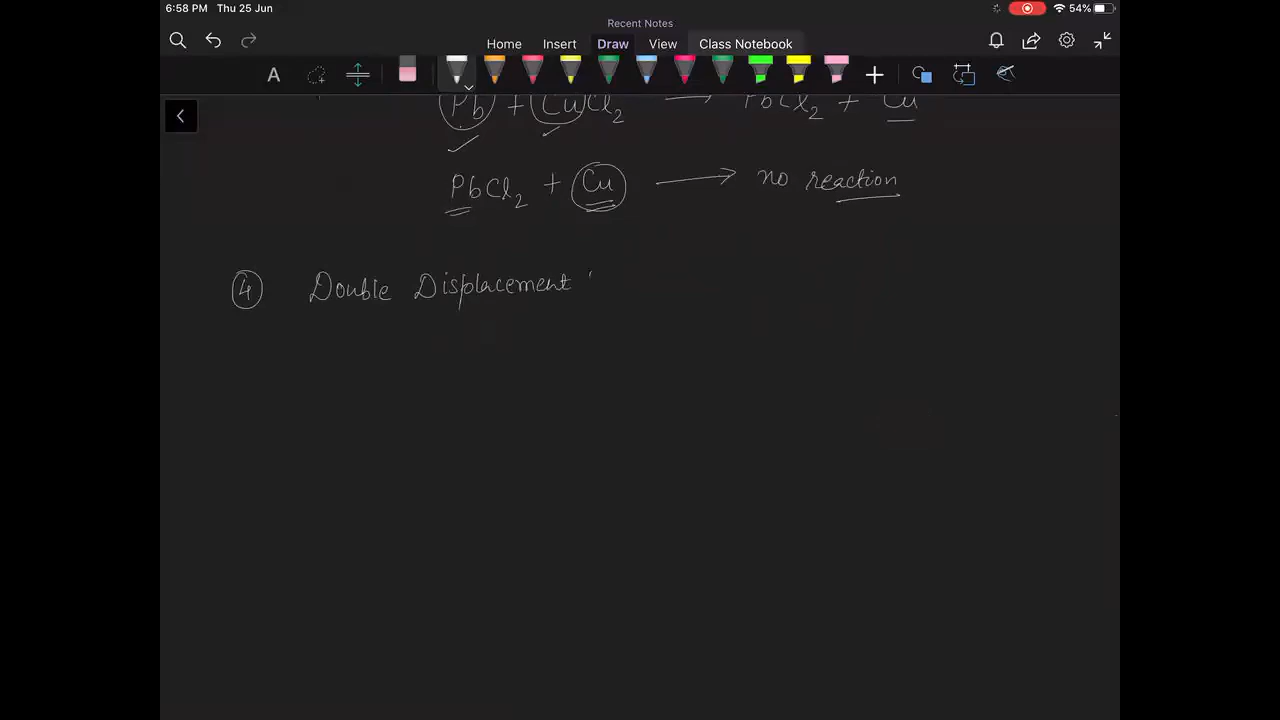 6:58 PM Thu 25 Jun
54%
Recent Notes
Home Insert Draw View Class Notebook
A
Pb + CuCl2 → PbCl2 + Cu
PbCl2 + Cu → no reaction
4 Double Displacement